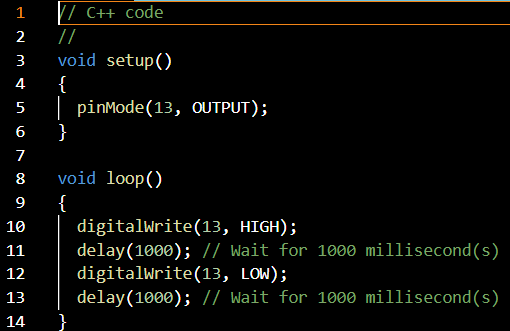 1 // C++ code
2 //
3 void setup()
4 {
5 pinMode(13, OUTPUT);
6 }
7
8 void loop()
9 {
10 digitalWrite(13, HIGH);
11 delay(1000); // Wait for 1000 millisecond(s)
12 digitalWrite(13, LOW);
13 delay(1000); // Wait for 1000 millisecond(s)
14 }